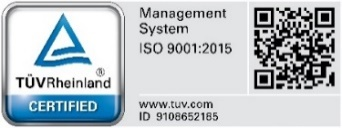 Management
System
ISO 9001:2015
TÜVRheinland®
CERTIFIED
www.tuv.com
ID 9108652185